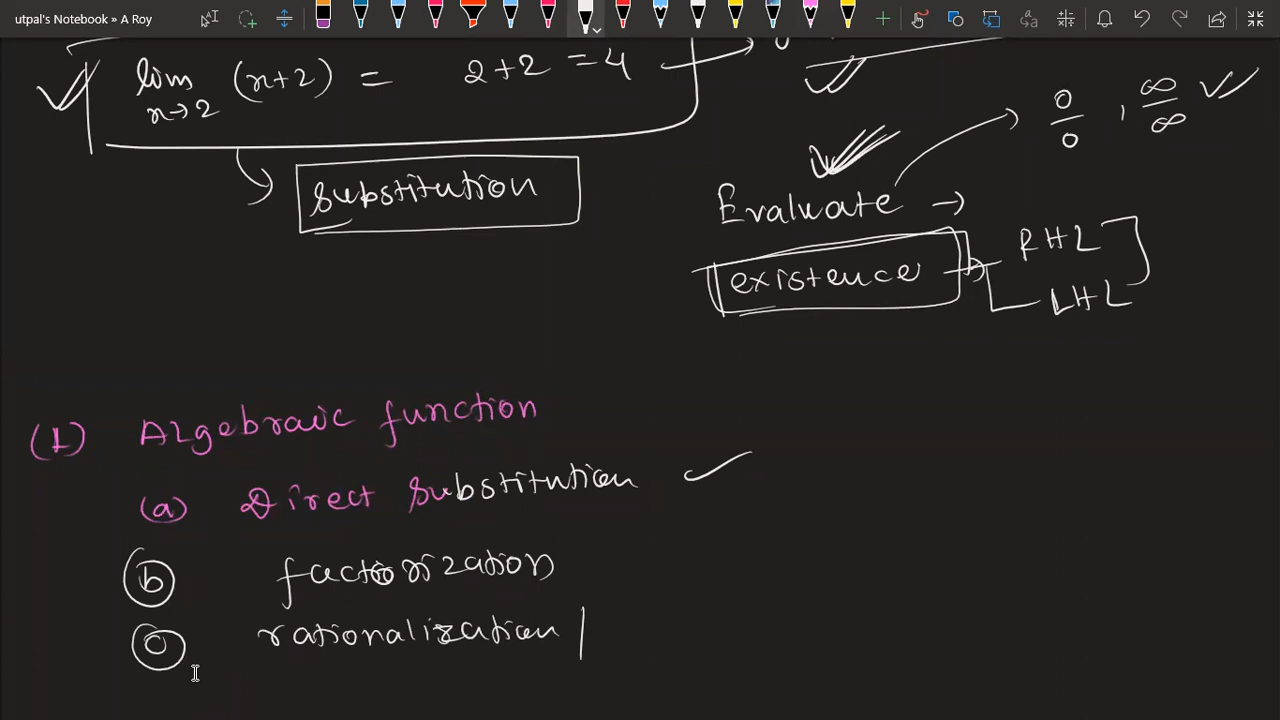 utpal's Notebook » A Roy
lim (x+2) = 2+2 = 4
x→2
0/0 , ∞/∞
substitution
Evaluate →
existence → RHL
LHL
(1) Algebraic function
(a) Direct substitution ✓
(b) factorization
(c) rationalization |